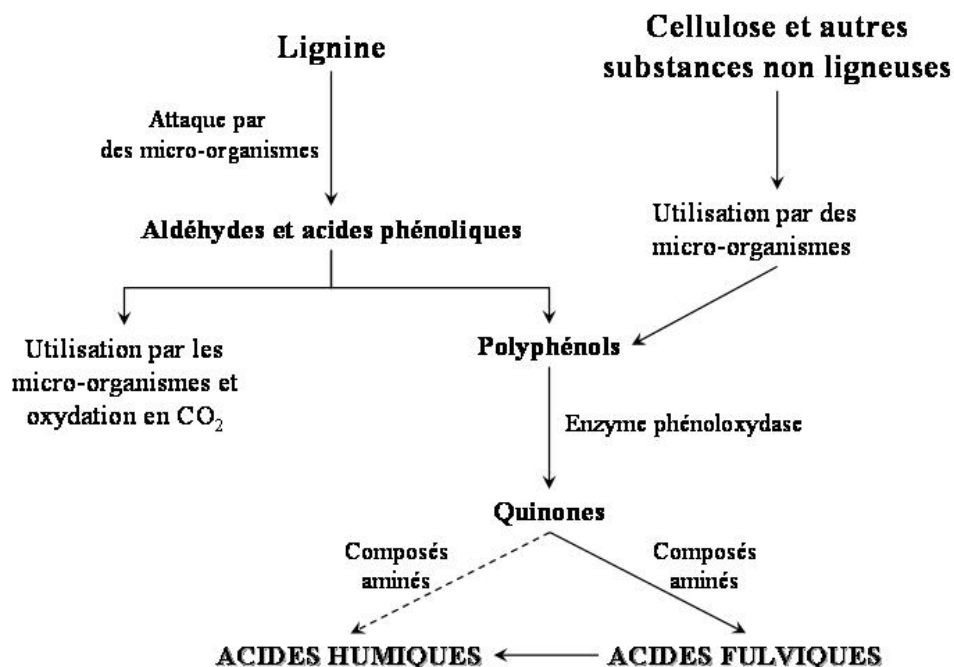 Lignine
Cellulose et autres
substances non ligneuses
Attaque par
des micro-organismes
Aldéhydes et acides phénoliques
Utilisation par des
micro-organismes
Utilisation par les
micro-organismes et
oxydation en CO₂
Polyphénols
Enzyme phénoloxydase
Quinones
Composés
aminés
Composés
aminés
ACIDES HUMIQUES
ACIDES FULVIQUES